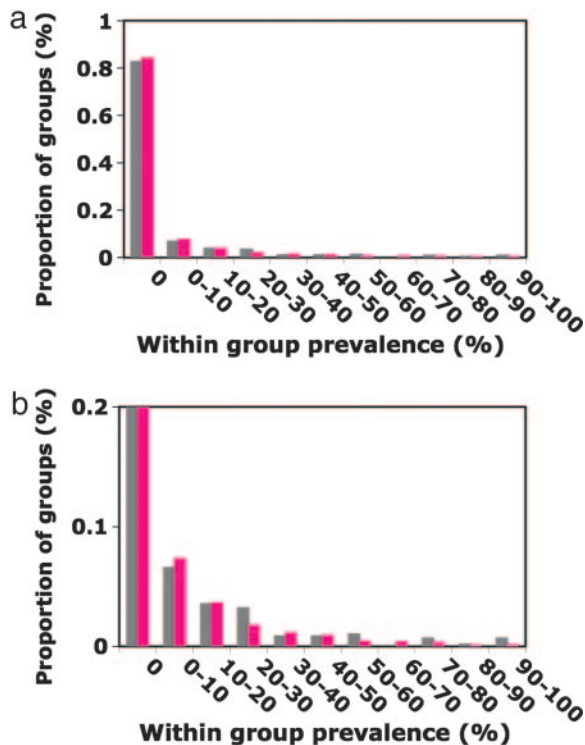 a
Proportion of groups (%)
1
0.8
0.6
0.4
0.2
0
0 0-10 10-20 20-30 30-40 40-50 50-60 60-70 70-80 80-90 90-100
Within group prevalence (%)
b
Proportion of groups (%)
0.2
0.1
0
0 0-10 10-20 20-30 30-40 40-50 50-60 60-70 70-80 80-90 90-100
Within group prevalence (%)